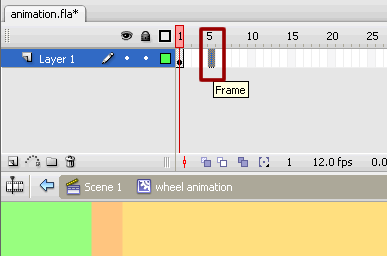 animation.fla*
1 5 10 15 20 25
Layer 1
Frame
1 12.0 fps 0.0
Scene 1 wheel animation